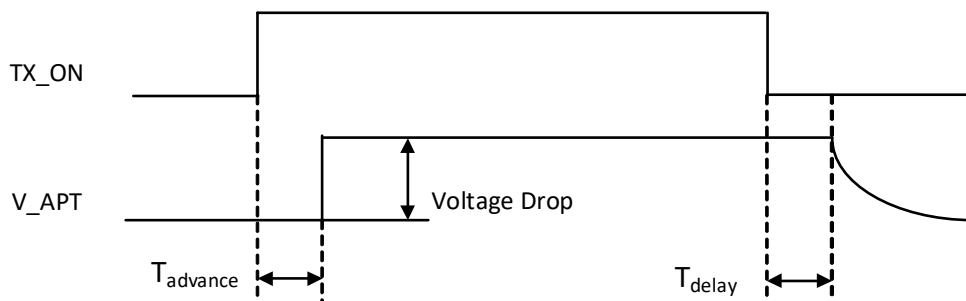 TX_ON
V_APT
Voltage Drop
Tadvance
Tdelay